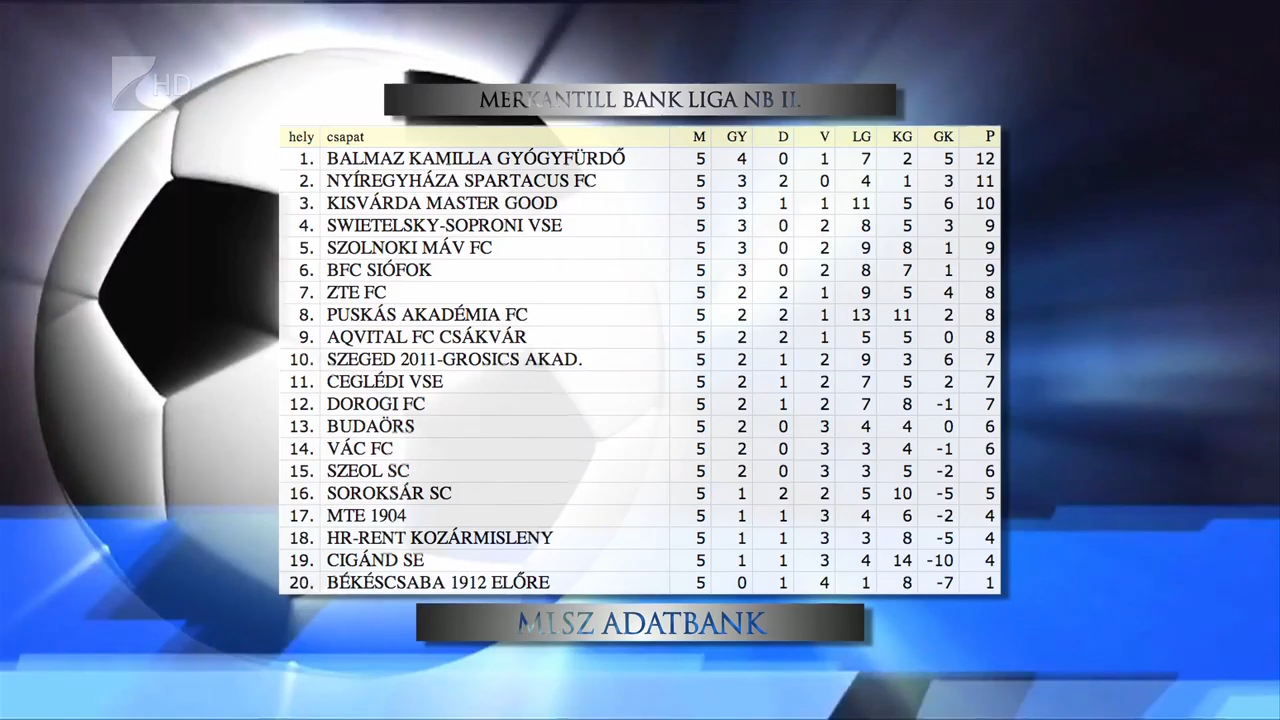 HD
MERKANTILL BANK LIGA NB II.
hely csapat M GY D V LG KG GK P
1. BALMAZ KAMILLA GYÓGYFÜRDŐ 5 4 0 1 7 2 5 12
2. NYÍREGYHÁZA SPARTACUS FC 5 3 2 0 4 1 3 11
3. KISVÁRDA MASTER GOOD 5 3 1 1 11 5 6 10
4. SWIETELSKY-SOPRONI VSE 5 3 0 2 8 5 3 9
5. SZOLNOKI MÁV FC 5 3 0 2 9 8 1 9
6. BFC SIÓFOK 5 3 0 2 8 7 1 9
7. ZTE FC 5 2 2 1 9 5 4 8
8. PUSKÁS AKADÉMIA FC 5 2 2 1 13 11 2 8
9. AQVITAL FC CSÁKVÁR 5 2 2 1 5 5 0 8
10. SZEGED 2011-GROSICS AKAD. 5 2 1 2 9 3 6 7
11. CEGLÉDI VSE 5 2 1 2 7 5 2 7
12. DOROGI FC 5 2 1 2 7 8 -1 7
13. BUDAÖRS 5 2 0 3 4 4 0 6
14. VÁC FC 5 2 0 3 3 4 -1 6
15. SZEOL SC 5 2 0 3 3 5 -2 6
16. SOROKSÁR SC 5 1 2 2 5 10 -5 5
17. MTE 1904 5 1 1 3 4 6 -2 4
18. HR-RENT KOZÁRMISLENY 5 1 1 3 3 8 -5 4
19. CIGÁND SE 5 1 1 3 4 14 -10 4
20. BÉKÉSCSABA 1912 ELŐRE 5 0 1 4 1 8 -7 1
MLSZ ADATBANK